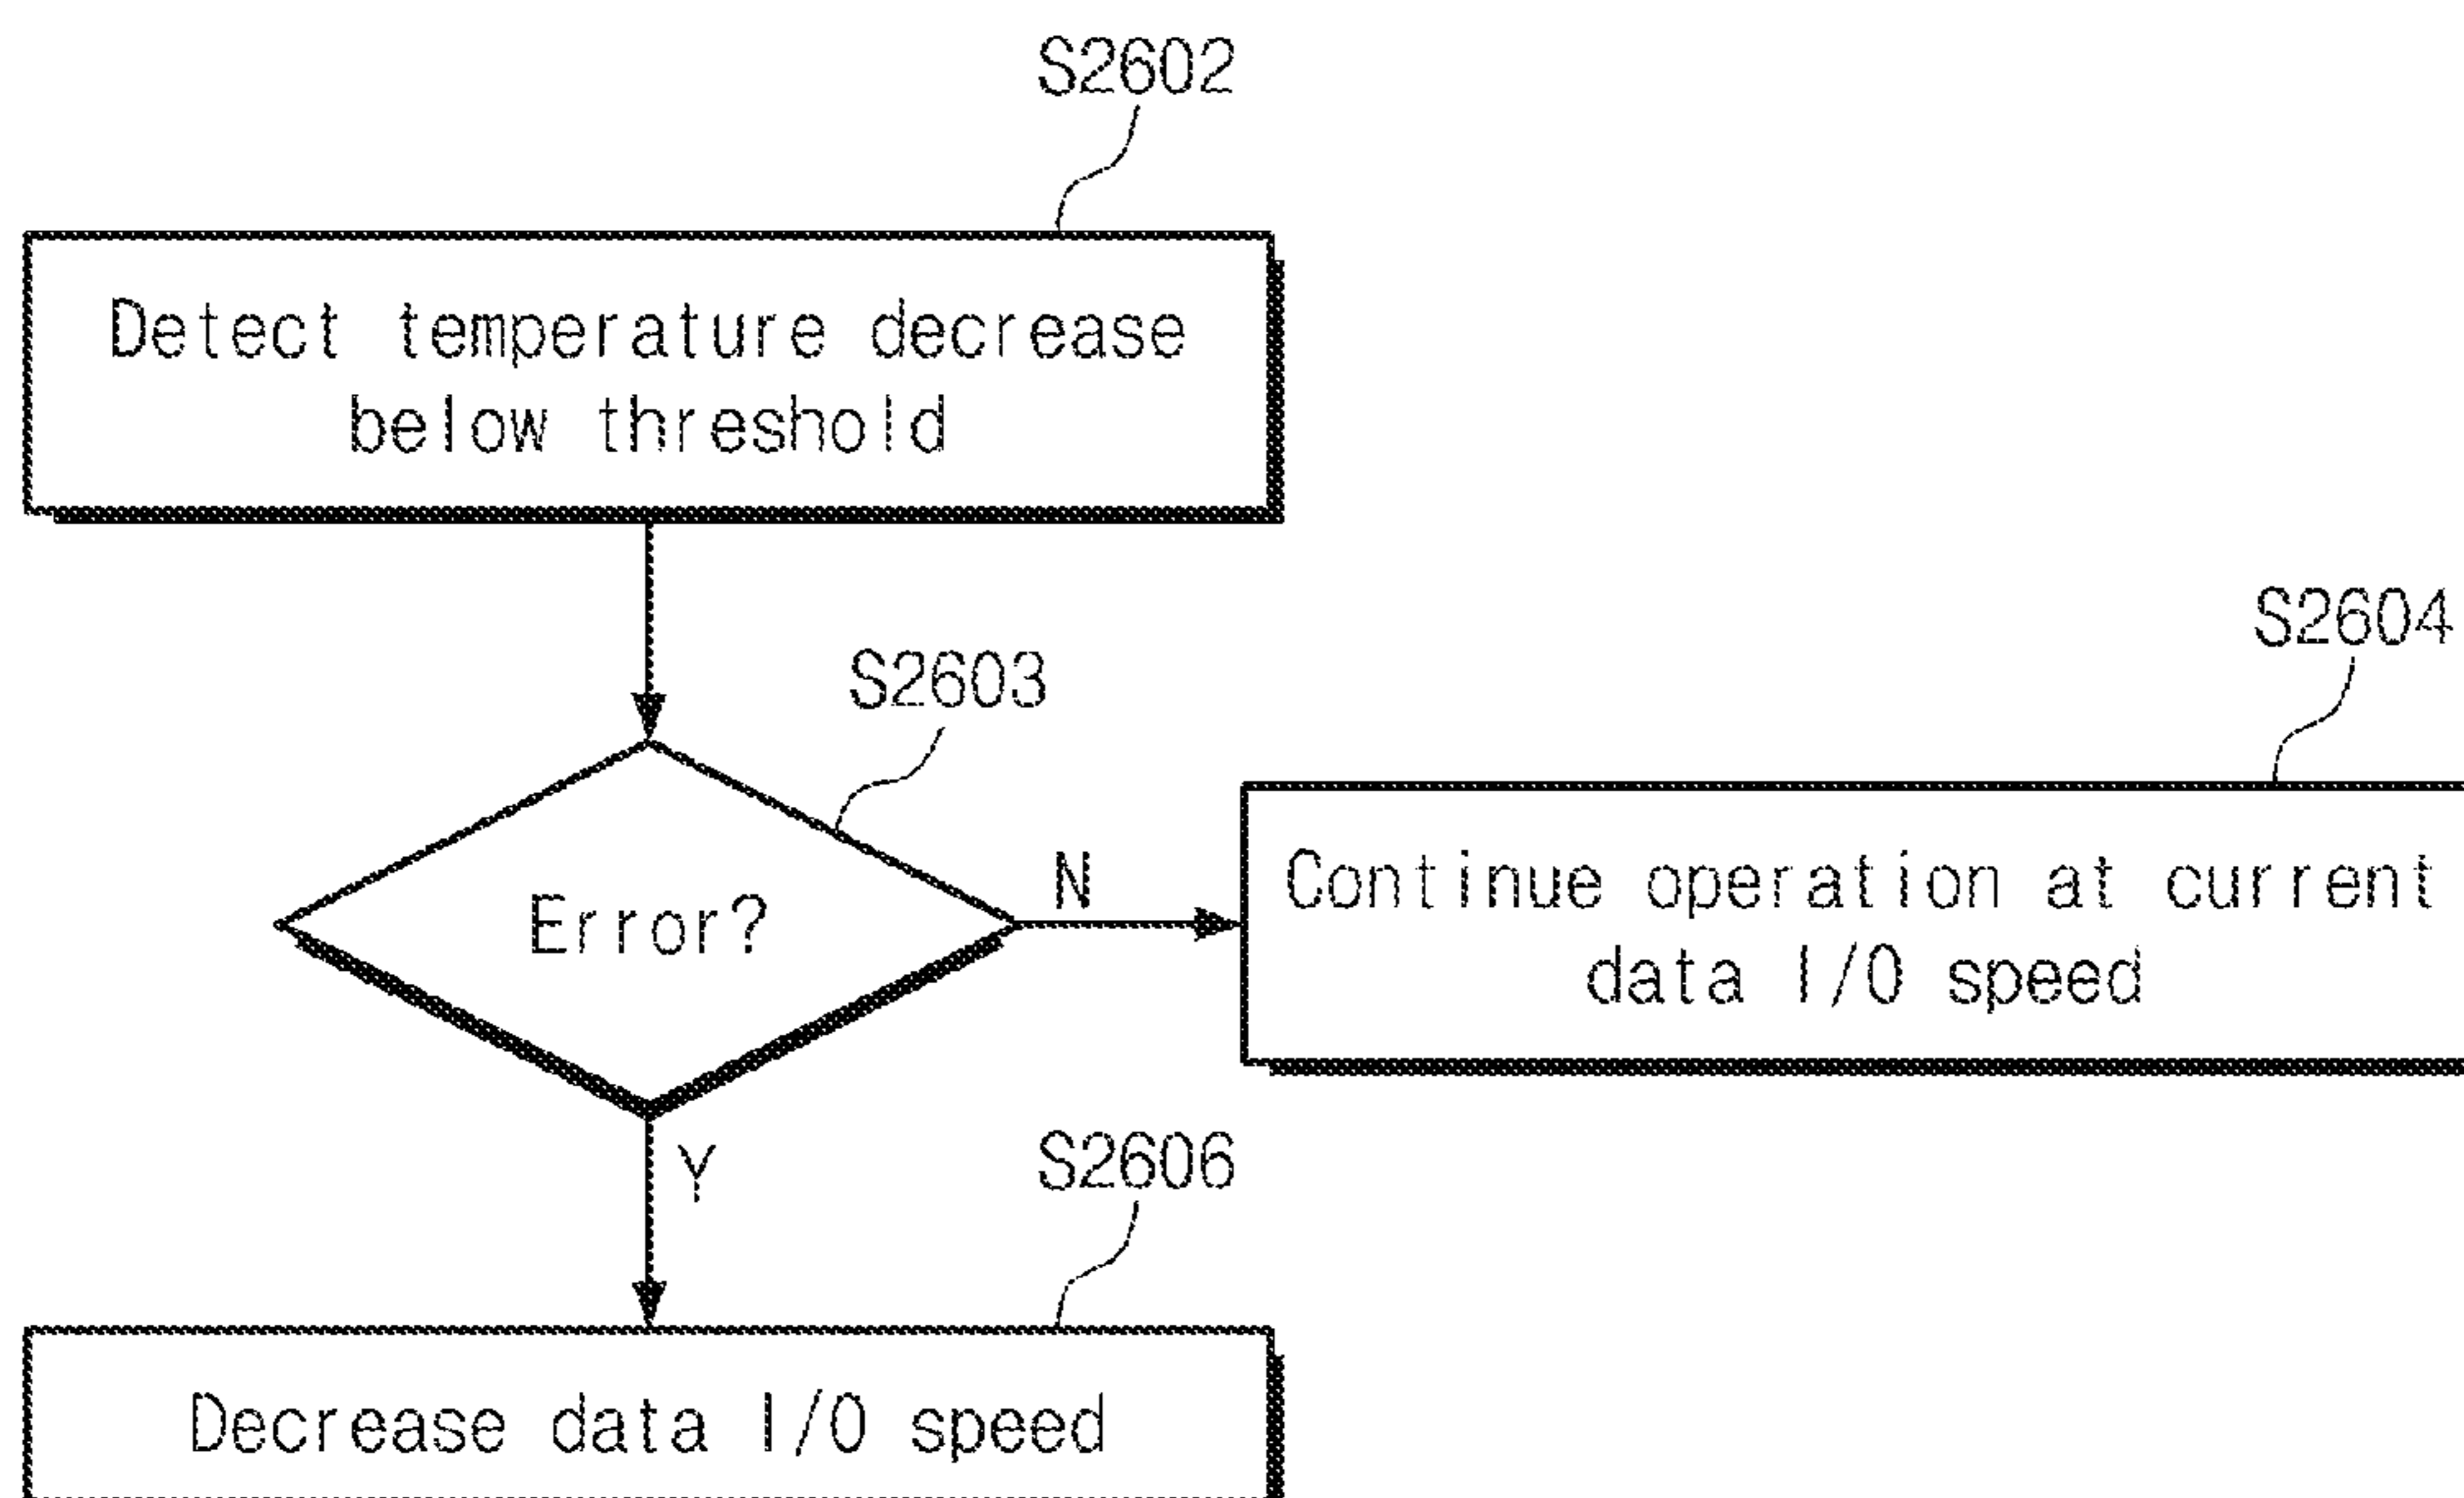 S2602
Detect temperature decrease
below threshold
S2603
Error?
N
S2604
Continue operation at current
data I/O speed
Y
S2606
Decrease data I/O speed